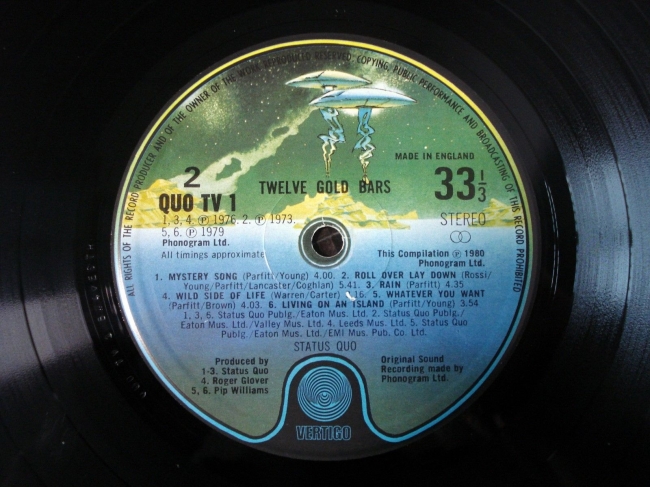 ALL RIGHTS OF THE RECORD PRODUCER AND OF THE OWNER OF THE WORK REPRODUCED RESERVED COPYING, PUBLIC PERFORMANCE AND BROADCASTING OF THIS RECORD PROHIBITED
MADE IN ENGLAND
2
TWELVE GOLD BARS
33 1/3
QUO TV 1
STEREO
1, 3, 4, ℗ 1976. 2. ℗ 1973.
5, 6. ℗ 1979
Phonogram Ltd.
All timings approximate
This Compilation ℗ 1980
Phonogram Ltd.
1. MYSTERY SONG (Parfitt/Young) 4.00. 2. ROLL OVER LAY DOWN (Rossi/
Young/Parfitt/Lancaster/Coghlan) 5.41. 3. RAIN (Parfitt) 4.35
4. WILD SIDE OF LIFE (Warren/Carter) .16. 5. WHATEVER YOU WANT
(Parfitt/Brown) 4.03. 6. LIVING ON AN ISLAND (Parfitt/Young) 3.54
1, 3, 6. Status Quo Publg./Eaton Mus. Ltd. 2. Status Quo Publg./
Eaton Mus. Ltd./Valley Mus. Ltd. 4. Leeds Mus. Ltd. 5. Status Quo
Publg./Eaton Mus. Ltd./EMI Mus. Pub. Co. Ltd.
STATUS QUO
Produced by
1-3. Status Quo
4. Roger Glover
5, 6. Pip Williams
Original Sound
Recording made by
Phonogram Ltd.
VERTIGO